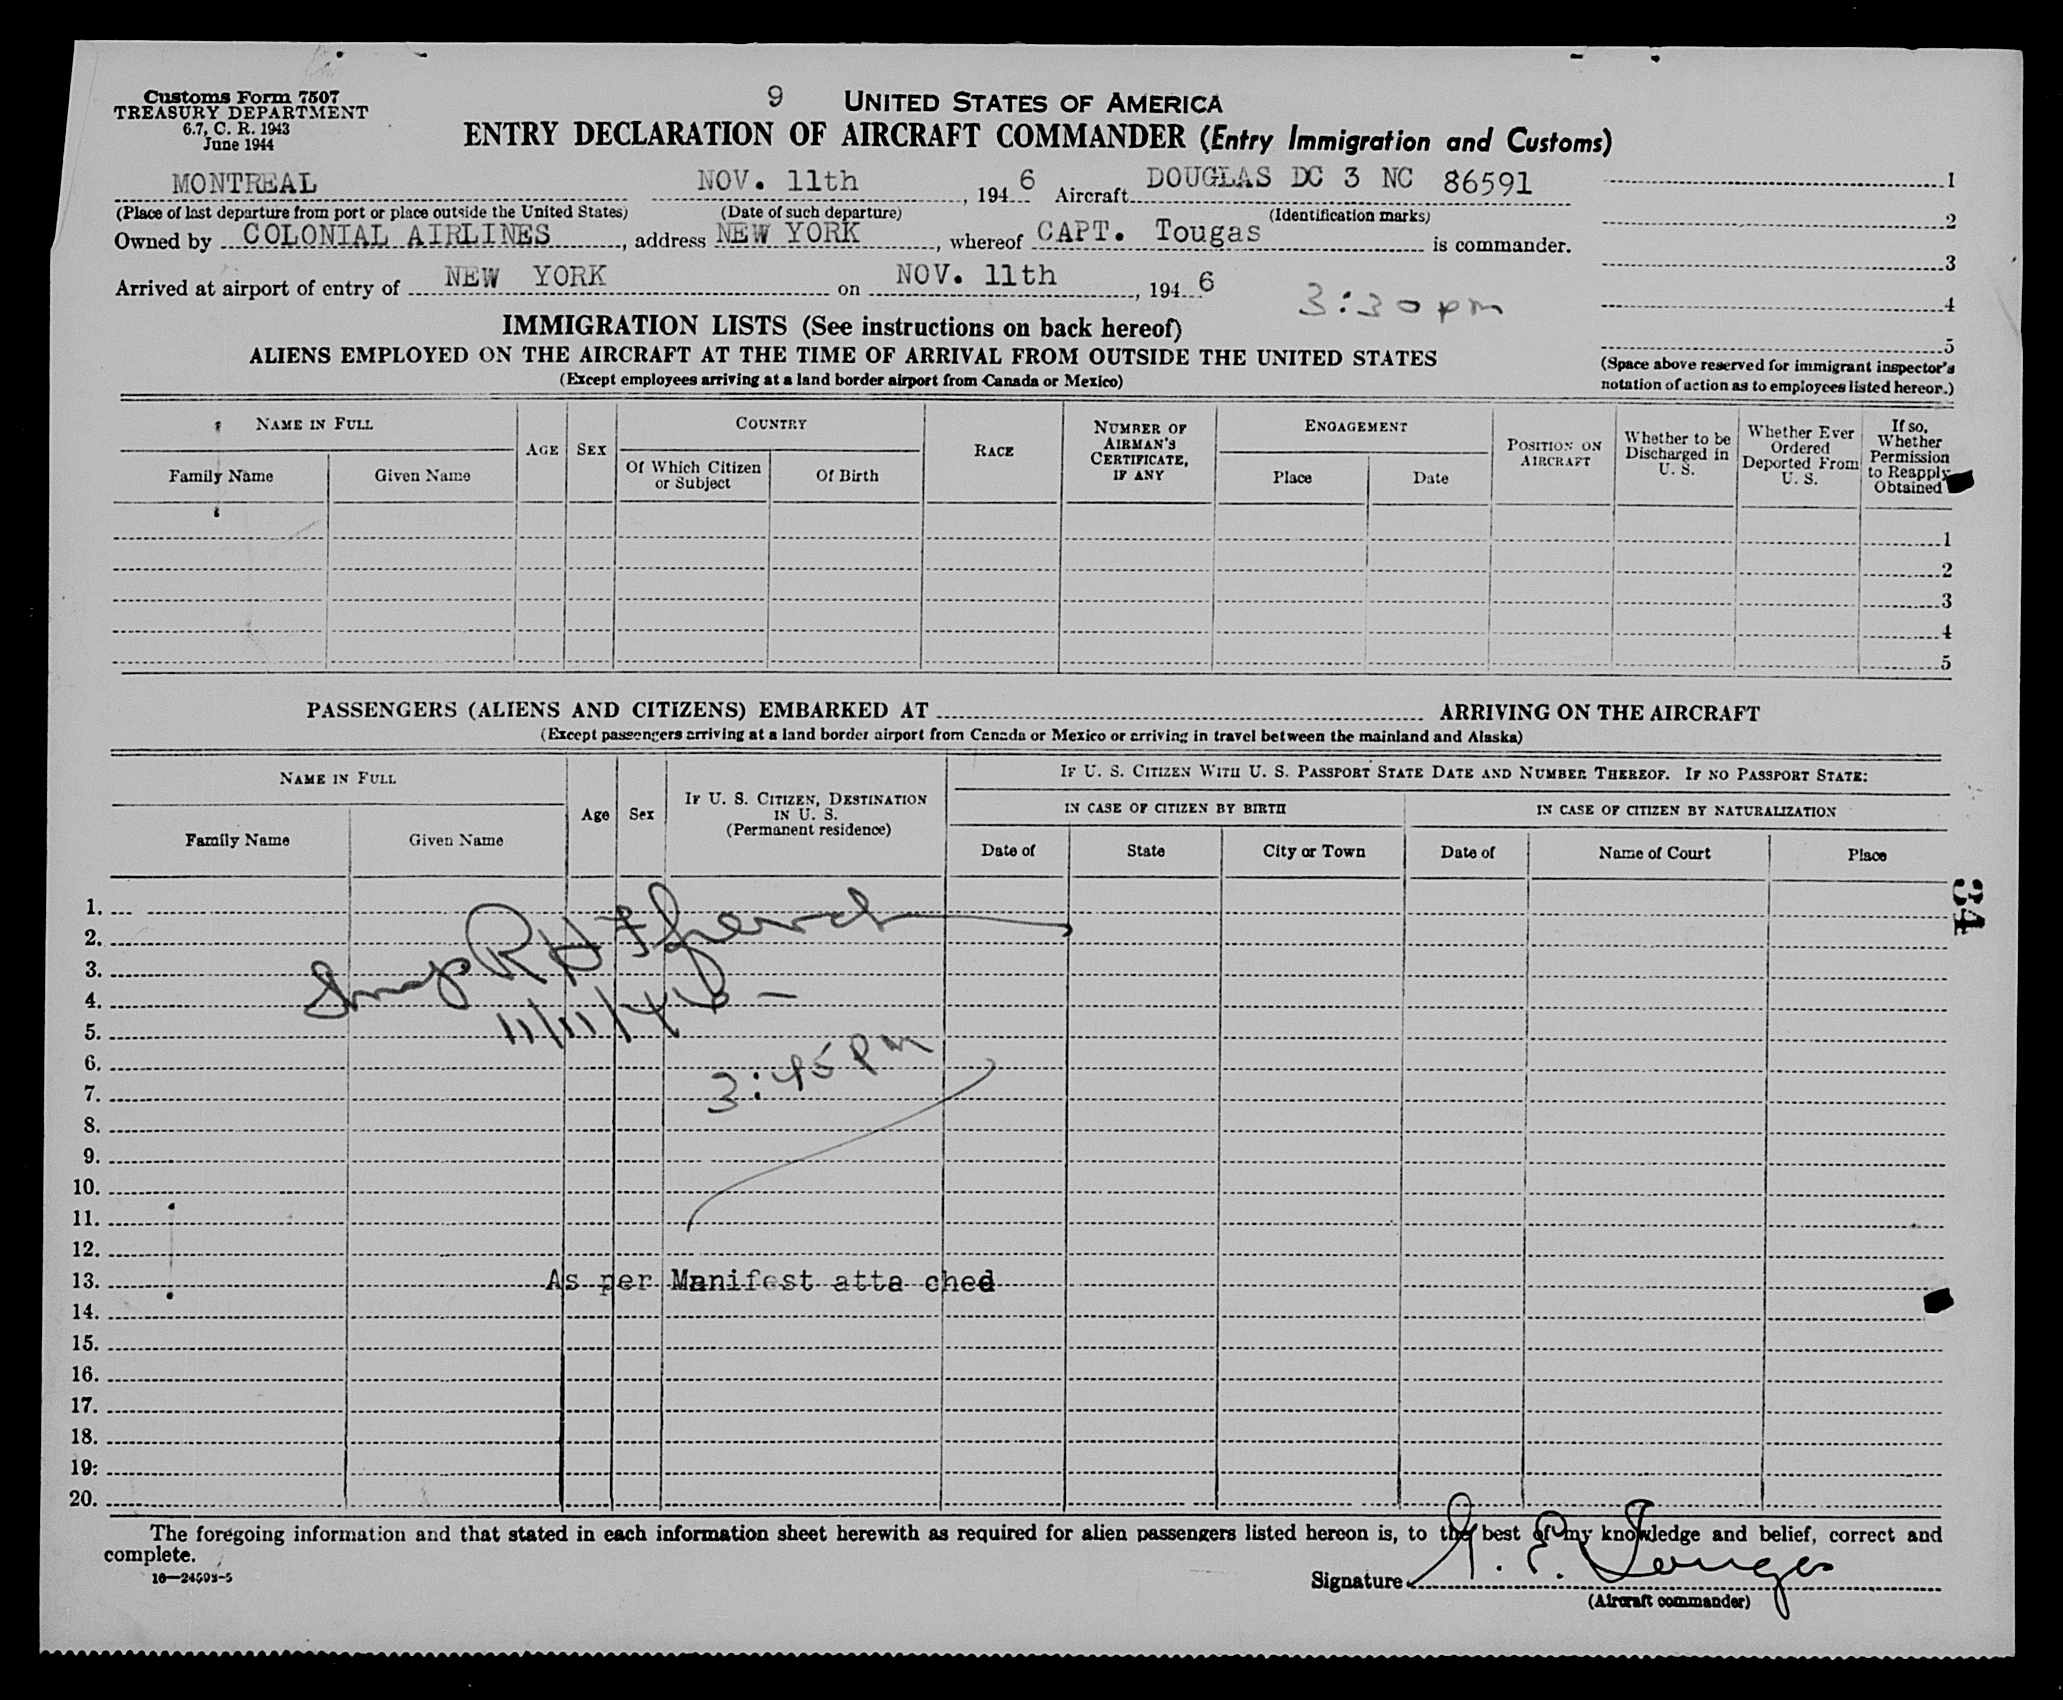 Customs Form 7507
TREASURY DEPARTMENT
6.7, C. R. 1943
June 1944
9 UNITED STATES OF AMERICA
ENTRY DECLARATION OF AIRCRAFT COMMANDER (Entry Immigration and Customs)
MONTREAL NOV. 11th, 1946 Aircraft DOUGLAS DC 3 NC 86591
(Place of last departure from port or place outside the United States) (Date of such departure) (Identification marks)
Owned by COLONIAL AIRLINES, address NEW YORK, whereof CAPT. Tougas is commander.
Arrived at airport of entry of NEW YORK on NOV. 11th, 1946 3:30 pm
1
2
3
4
5
(Space above reserved for immigrant inspector's
notation of action as to employees listed hereor.)
IMMIGRATION LISTS (See instructions on back hereof)
ALIENS EMPLOYED ON THE AIRCRAFT AT THE TIME OF ARRIVAL FROM OUTSIDE THE UNITED STATES
(Except employees arriving at a land border airport from Canada or Mexico)
NAME IN FULL
Family Name
Given Name
AGE
SEX
COUNTRY
Of Which Citizen
or Subject
Of Birth
RACE
NUMBER OF
AIRMAN'S
CERTIFICATE,
IF ANY
ENGAGEMENT
Place
Date
POSITION ON
AIRCRAFT
Whether to be
Discharged in
U. S.
Whether Ever
Ordered
Deported From
U. S.
If so,
Whether
Permission
to Reapply
Obtained
1
2
3
4
5
PASSENGERS (ALIENS AND CITIZENS) EMBARKED AT ARRIVING ON THE AIRCRAFT
(Except passengers arriving at a land border airport from Canada or Mexico or arriving in travel between the mainland and Alaska)
NAME IN FULL
Family Name
Given Name
Age
Sex
IF U. S. CITIZEN, DESTINATION
IN U. S.
(Permanent residence)
IF U. S. CITIZEN WITH U. S. PASSPORT STATE DATE AND NUMBER THEREOF. IF NO PASSPORT STATE:
IN CASE OF CITIZEN BY BIRTH
IN CASE OF CITIZEN BY NATURALIZATION
Date of
State
City or Town
Date of
Name of Court
Place
34
1.
2.
3.
R H
4.
5.
11/11/46 -
6.
7.
3:45 PM
8.
9.
10.
11.
12.
13. As per Manifest atta ched
14.
15.
16.
17.
18.
19.
20.
The foregoing information and that stated in each information sheet herewith as required for alien passengers listed hereon is, to the best of my knowledge and belief, correct and
complete.
16—24503-5
Signature G. E. Tougas
(Aircraft commander)